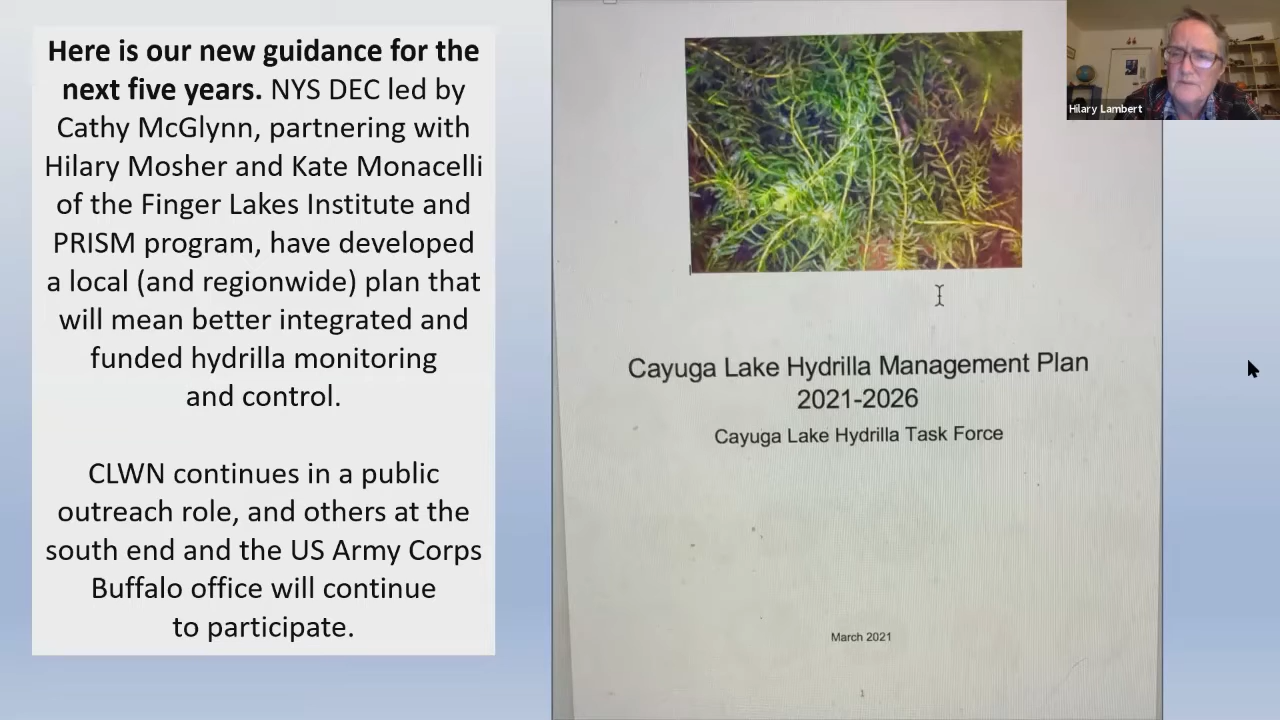 Here is our new guidance for the
next five years. NYS DEC led by
Cathy McGlynn, partnering with
Hilary Mosher and Kate Monacelli
of the Finger Lakes Institute and
PRISM program, have developed
a local (and regionwide) plan that
will mean better integrated and
funded hydrilla monitoring
and control.
CLWN continues in a public
outreach role, and others at the
south end and the US Army Corps
Buffalo office will continue
to participate.
Cayuga Lake Hydrilla Management Plan
2021-2026
Cayuga Lake Hydrilla Task Force
March 2021
1
Hilary Lambert